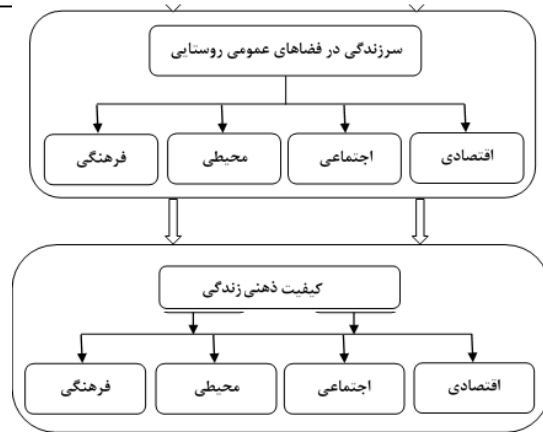 سرزندگی در فضاهای عمومی روستایی
اقتصادی
اجتماعی
محیطی
فرهنگی
کیفیت ذهنی زندگی
اقتصادی
اجتماعی
محیطی
فرهنگی